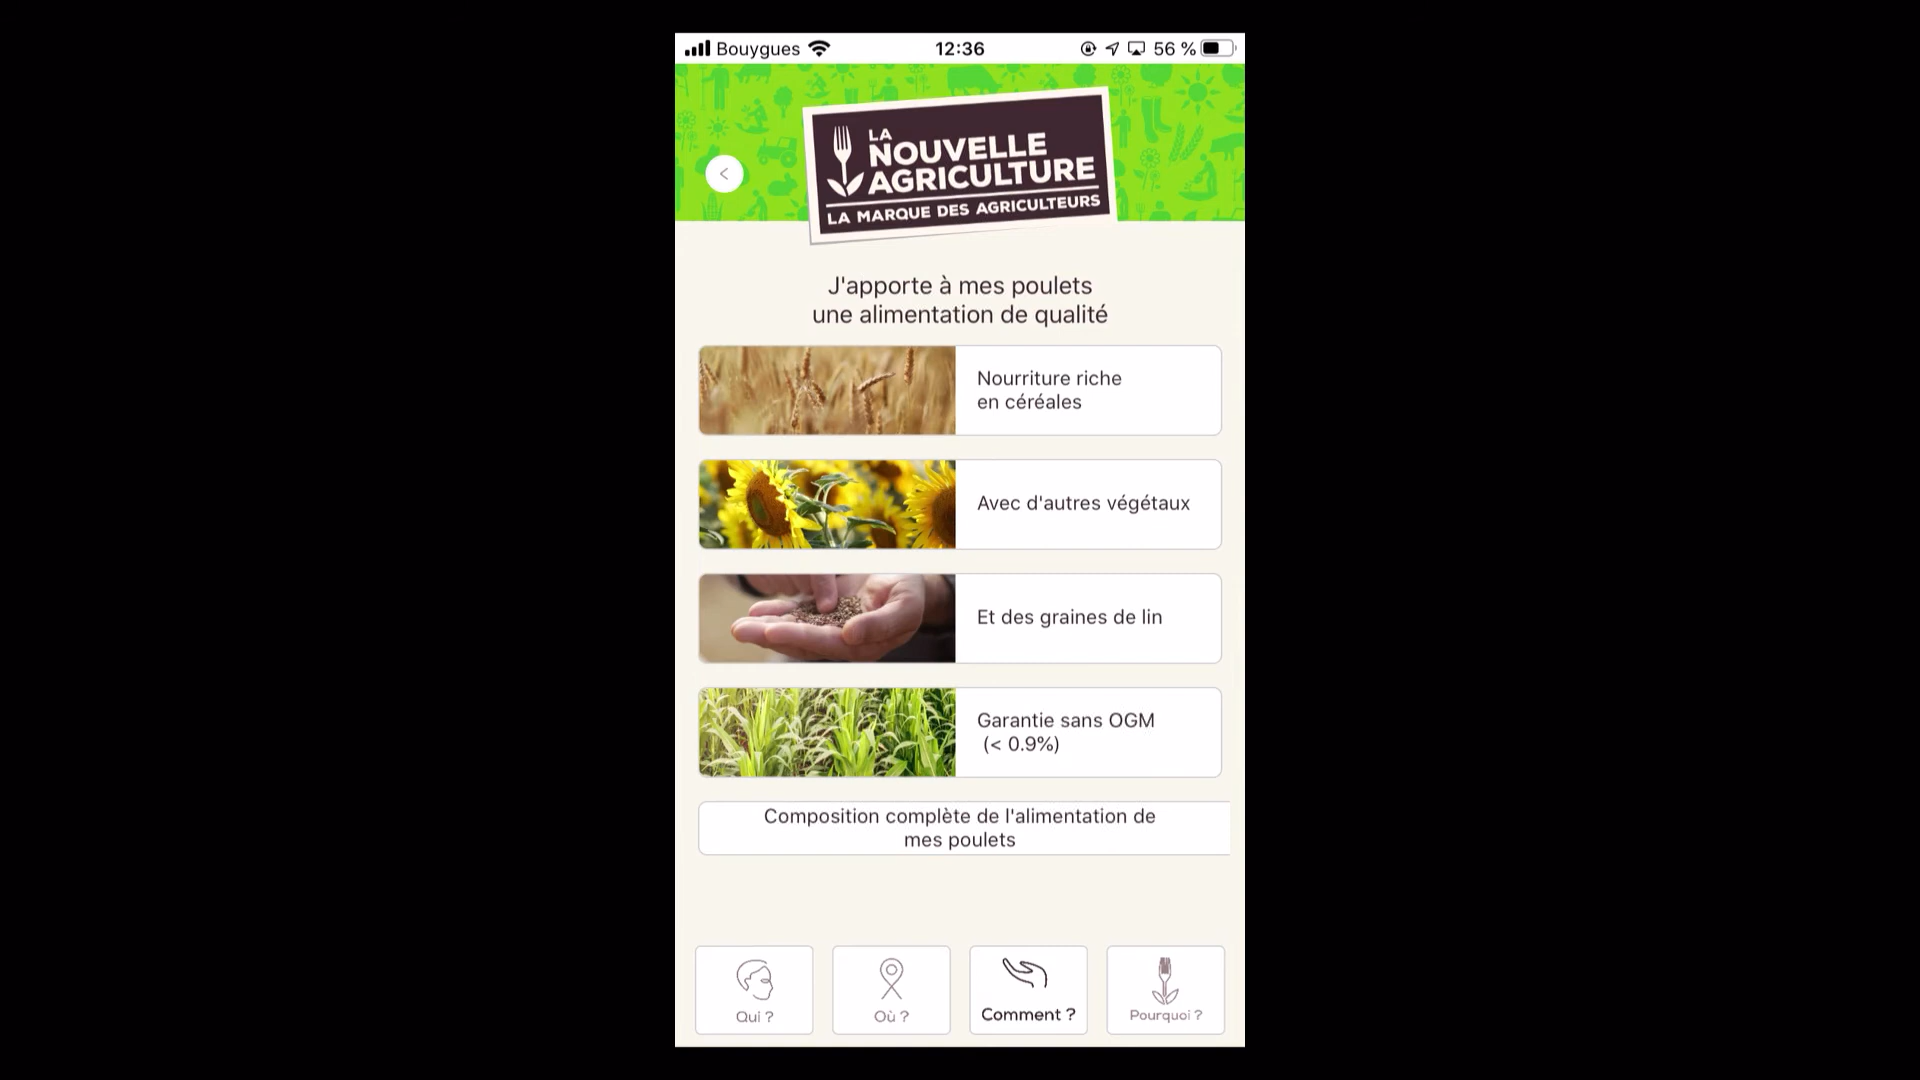 Bouygues
12:36
56 %
LA
NOUVELLE
AGRICULTURE
LA MARQUE DES AGRICULTEURS
<
J'apporte à mes poulets
une alimentation de qualité
Nourriture riche
en céréales
Avec d'autres végétaux
Et des graines de lin
Garantie sans OGM
(< 0.9%)
Composition complète de l'alimentation de
mes poulets
Qui ?
Où ?
Comment ?
Pourquoi ?